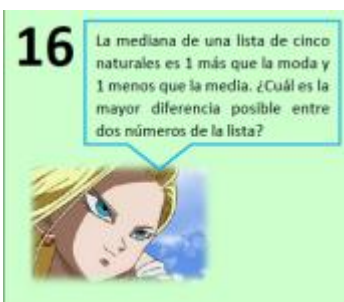 16
La mediana de una lista de cinco
naturales es 1 más que la moda y
1 menos que la media. ¿Cuál es la
mayor diferencia posible entre
dos números de la lista?